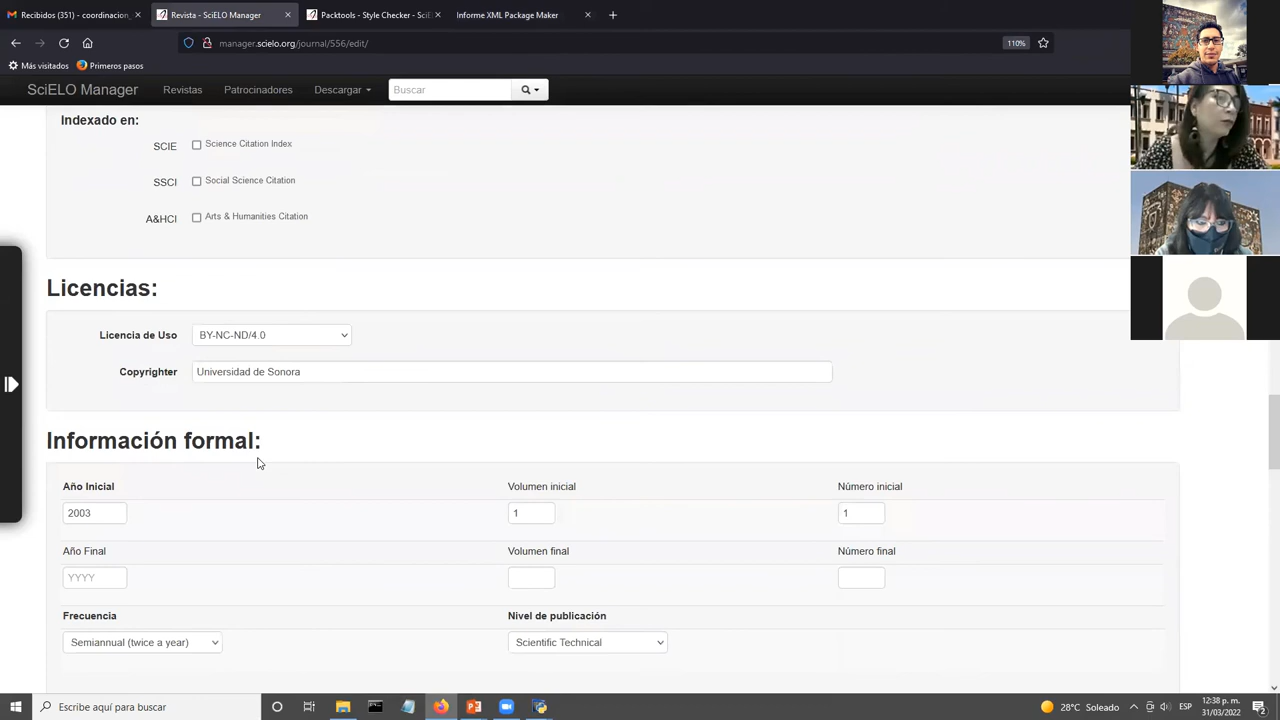 Recibidos (31) - coordinacion_
Revista - SciELO Manager
Packtools - Style Checker - SciEL
Informe XML Package Maker
manager.scielo.org/journal/556/edit/
110%
Más visitados
Primeros pasos
SciELO Manager
Revistas
Patrocinadores
Descargar
Buscar
Indexado en:
SCIE
Science Citation Index
SSCI
Social Science Citation
A&HCI
Arts & Humanities Citation
Licencias:
Licencia de Uso
BY-NC-ND/4.0
Copyrighter
Universidad de Sonora
Información formal:
Año Inicial
Volumen inicial
Número inicial
2003
1
1
Año Final
Volumen final
Número final
YYYY
Frecuencia
Nivel de publicación
Semiannual (twice a year)
Scientific Technical
Escribe aquí para buscar
28°C Soleado
ESP
12:38 p. m.
31/03/2022
2